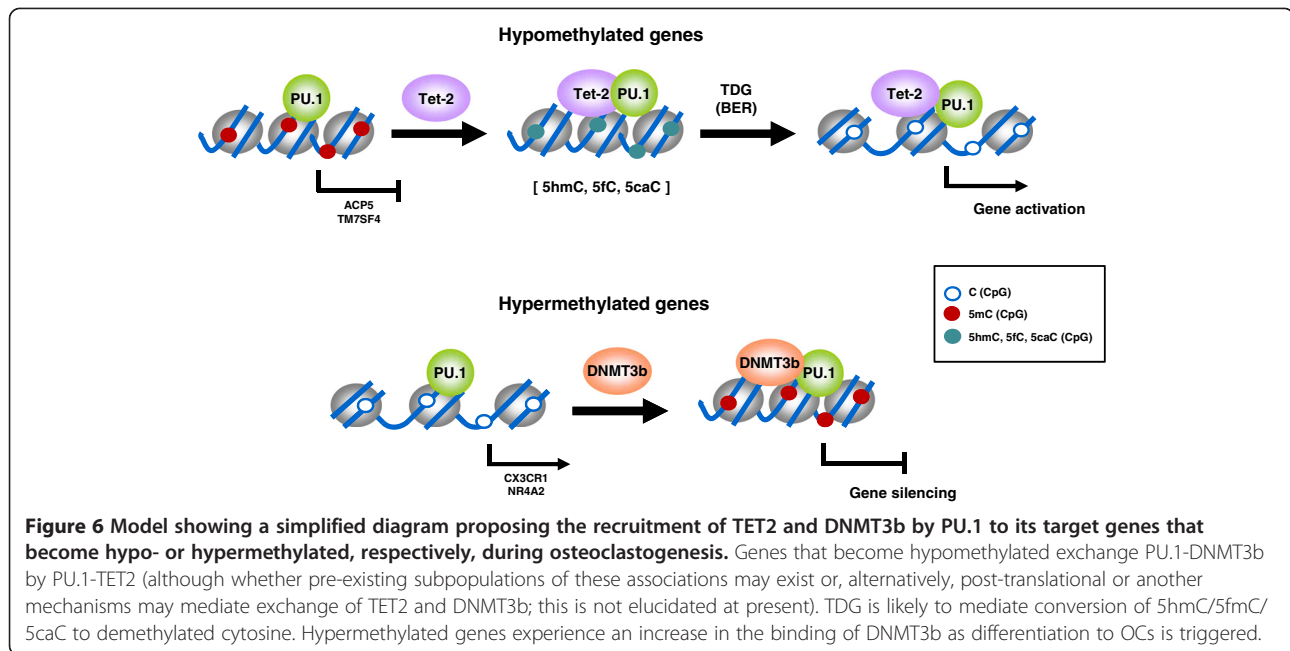 Hypomethylated genes
PU.1
Tet-2
Tet-2 PU.1
TDG
(BER)
Tet-2
PU.1
[ 5hmC, 5fC, 5caC ]
ACP5
TM7SF4
Gene activation
C (CpG)
5mC (CpG)
5hmC, 5fC, 5caC (CpG)
Hypermethylated genes
PU.1
DNMT3b
DNMT3b
PU.1
CX3CR1
NR4A2
Gene silencing
Figure 6 Model showing a simplified diagram proposing the recruitment of TET2 and DNMT3b by PU.1 to its target genes that
become hypo- or hypermethylated, respectively, during osteoclastogenesis. Genes that become hypomethylated exchange PU.1-DNMT3b
by PU.1-TET2 (although whether pre-existing subpopulations of these associations may exist or, alternatively, post-translational or another
mechanisms may mediate exchange of TET2 and DNMT3b; this is not elucidated at present). TDG is likely to mediate conversion of 5hmC/5fmC/
5caC to demethylated cytosine. Hypermethylated genes experience an increase in the binding of DNMT3b as differentiation to OCs is triggered.